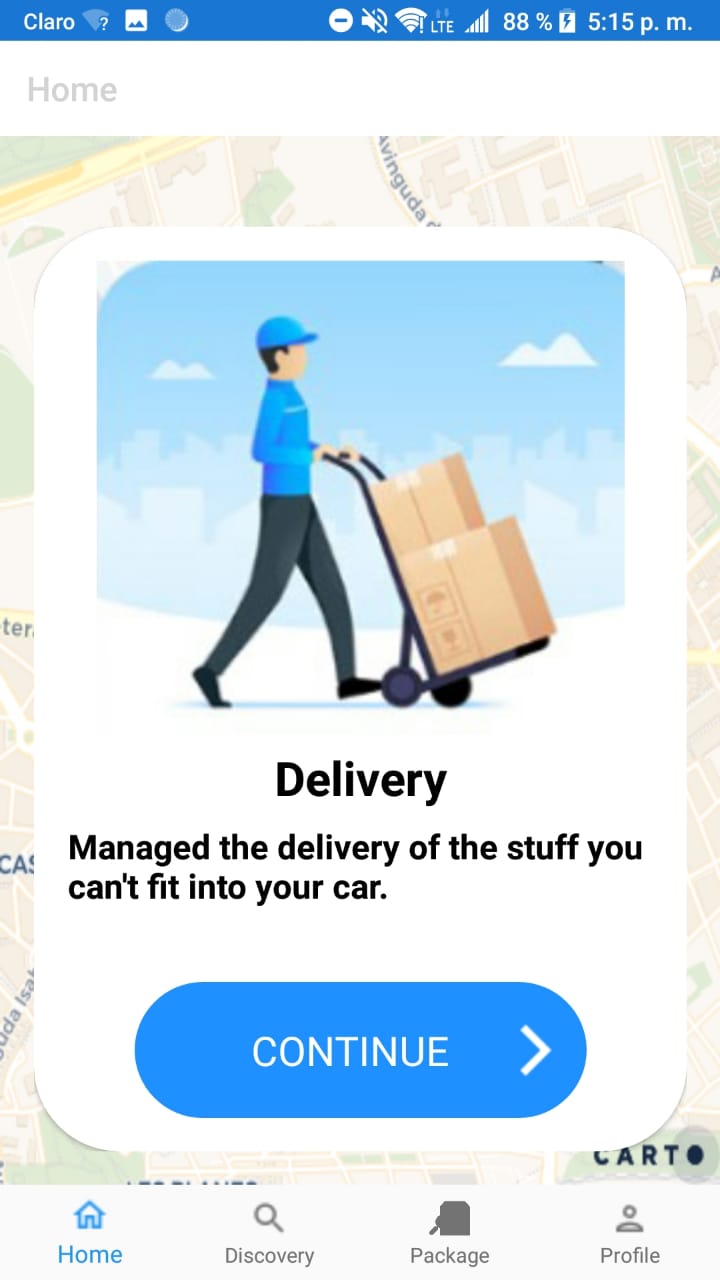 Claro ? LTE 88 % 5:15 p. m.
Home
Avinguda d
A
ter.
CAS
uda Isa
Delivery
Managed the delivery of the stuff you
can't fit into your car.
CONTINUE
CARTO
Home Discovery Package Profile